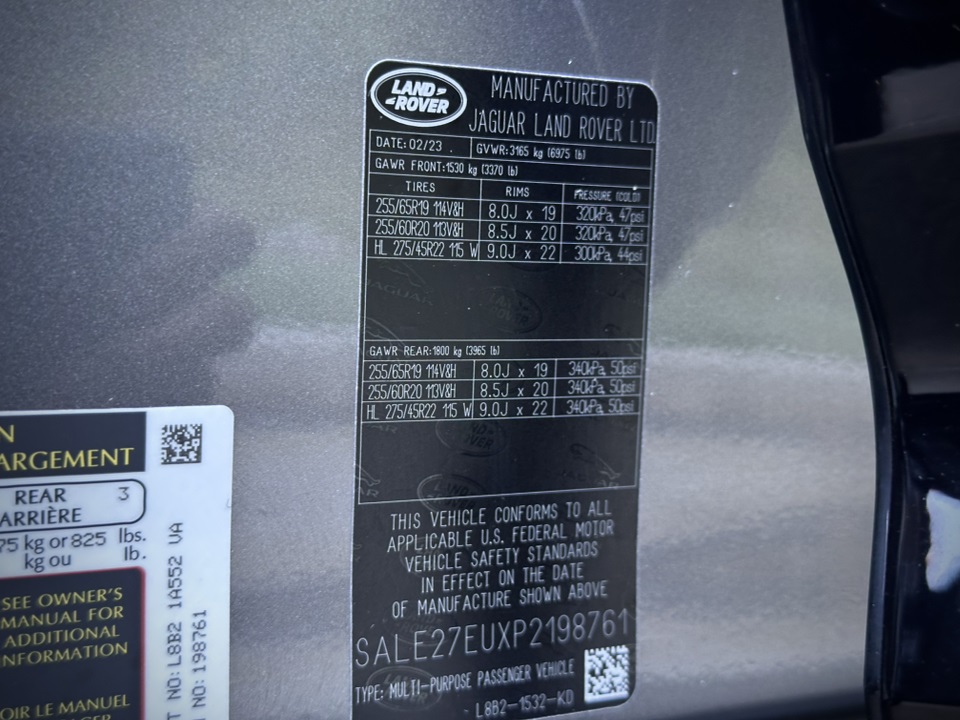 LAND ROVER
MANUFACTURED BY
JAGUAR LAND ROVER LTD
DATE: 02/23 GVWR: 3165 kg (6975 lb)
GAWR FRONT: 1530 kg (3370 lb)
TIRES RIMS PRESSURE (COLD)
255/65R19 114V&H 8.0J x 19 320kPa, 47psi
255/60R20 113V&H 8.5J x 20 320kPa, 47psi
HL 275/45R22 115 W 9.0J x 22 300kPa, 44psi
GAWR REAR: 1800 kg (3965 lb)
255/65R19 114V&H 8.0J x 19 340kPa, 50psi
255/60R20 113V&H 8.5J x 20 340kPa, 50psi
HL 275/45R22 115 W 9.0J x 22 340kPa, 50psi
THIS VEHICLE CONFORMS TO ALL
APPLICABLE U.S. FEDERAL MOTOR
VEHICLE SAFETY STANDARDS
IN EFFECT ON THE DATE
OF MANUFACTURE SHOWN ABOVE
SALE27EUXP2198761
TYPE: MULTI-PURPOSE PASSENGER VEHICLE
- L8B2-1532-KD
N
ARGEMENT
REAR 3
ARRIÈRE
75 kg or 825 lbs.
kg ou lb.
SEE OWNER'S
MANUAL FOR
ADDITIONAL
INFORMATION
OIR LE MANUEL
T NO: L8B2 1A552 VA
N NO: 198761